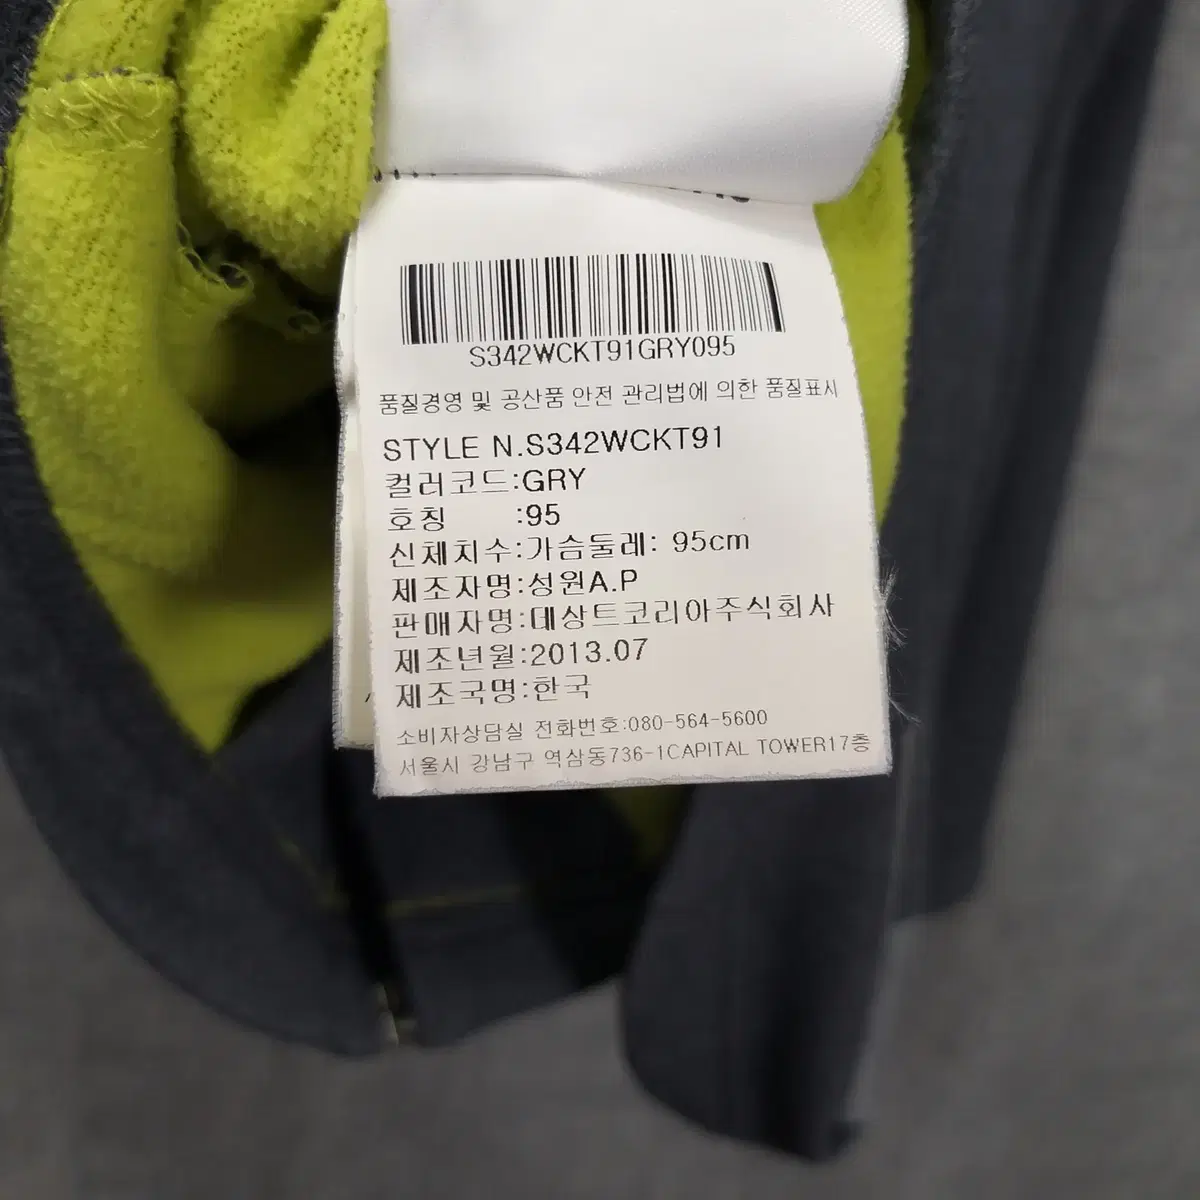 S342WCKT91GRY095
품질경영 및 공산품 안전 관리법에 의한 품질표시
STYLE N.S342WCKT91
컬러코드:GRY
호칭 :95
신체치수:가슴둘레: 95cm
제조자명:성원A.P
판매자명:데상트코리아주식회사
제조년월:2013.07
제조국명:한국
소비자상담실 전화번호:080-564-5600
서울시 강남구 역삼동736-1CAPITAL TOWER17층